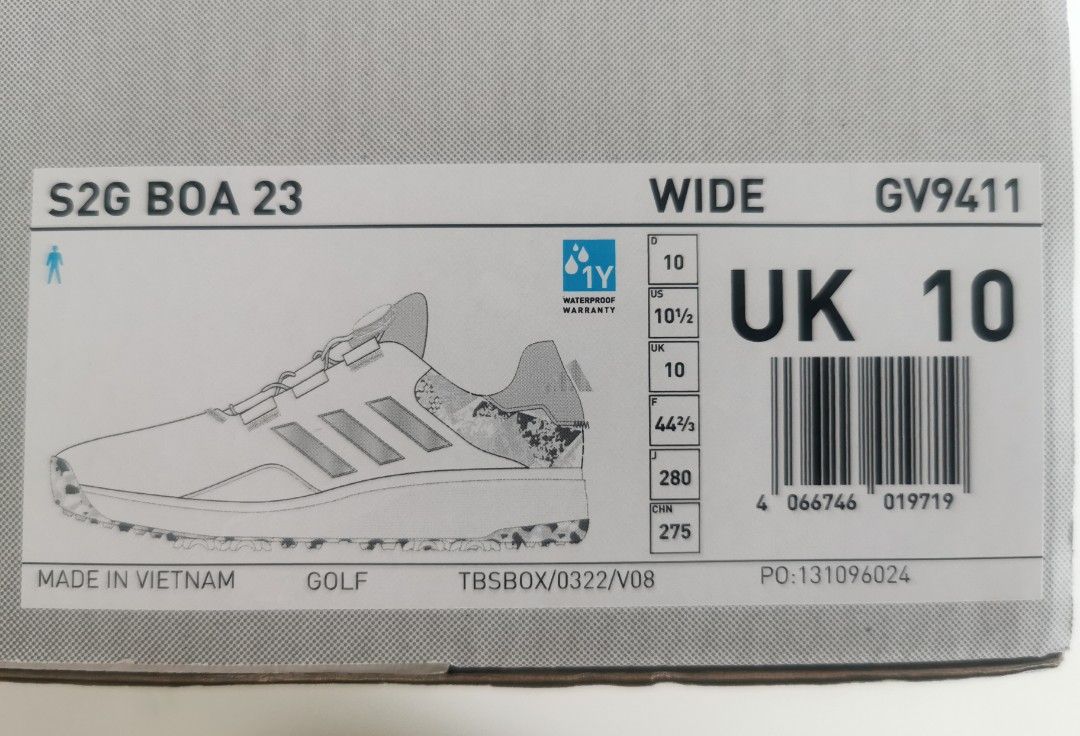 S2G BOA 23 WIDE GV9411
1Y
WATERPROOF
WARRANTY
D
10
US
10½
UK
10
F
44⅔
J
280
CHN
275
UK 10
4 066746 019719
MADE IN VIETNAM GOLF TBSBOX/0322/V08 PO:131096024